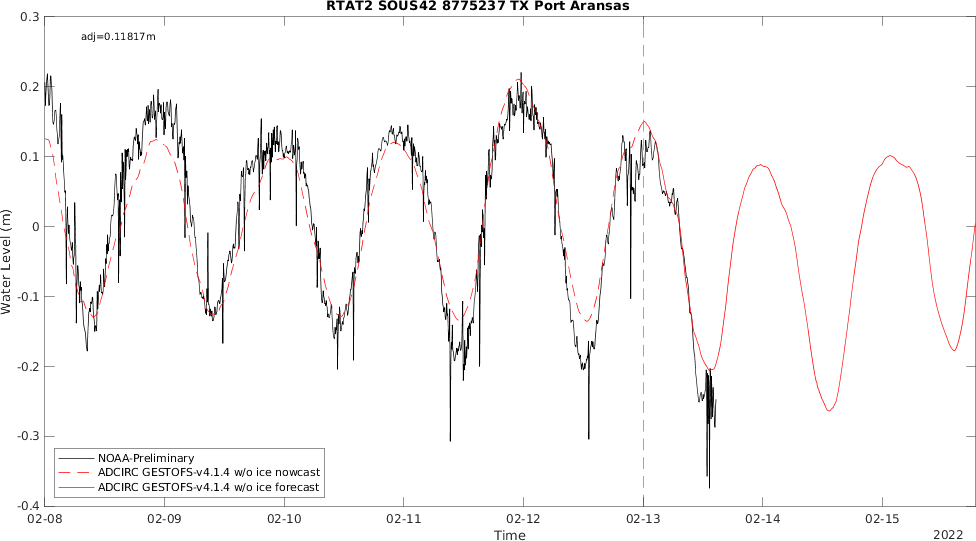 RTAT2 SOUS42 8775237 TX Port Aransas
adj=0.11817m
0.3
0.2
0.1
0
-0.1
-0.2
-0.3
-0.4
Water Level (m)
NOAA-Preliminary
ADCIRC GESTOFS-v4.1.4 w/o ice nowcast
ADCIRC GESTOFS-v4.1.4 w/o ice forecast
02-08 02-09 02-10 02-11 02-12 02-13 02-14 02-15
Time
2022